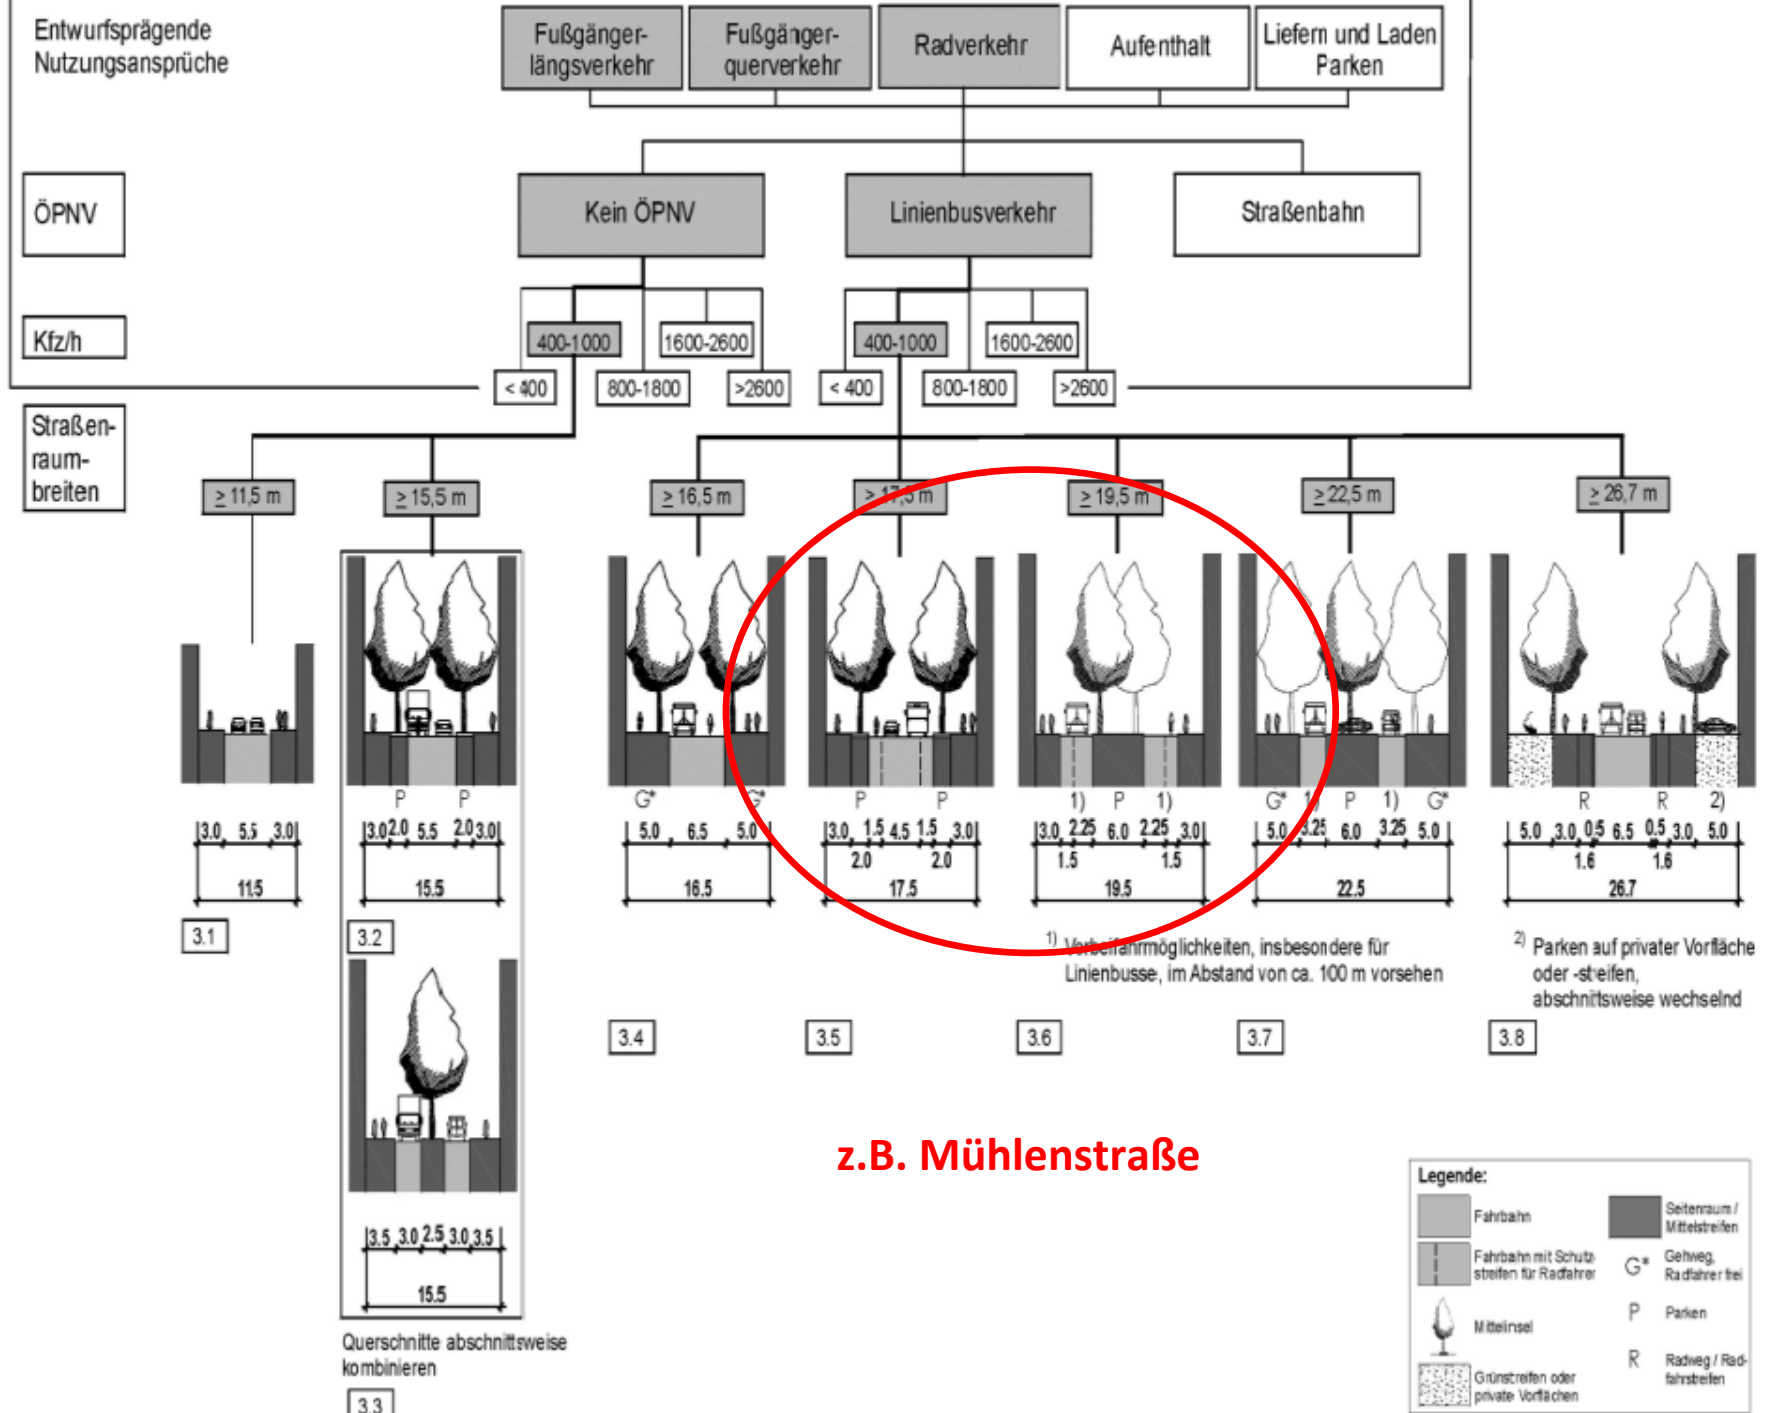 Entwurfsprägende
Nutzungsansprüche
Fußgänger-
längsverkehr
Fußgänger-
querverkehr
Radverkehr
Aufenthalt
Liefern und Laden
Parken
ÖPNV
Kein ÖPNV
Linienbusverkehr
Straßenbahn
Kfz/h
400-1000
1600-2600
400-1000
1600-2600
< 400
800-1800
>2600
< 400
800-1800
>2600
Straßen-
raum-
breiten
≥ 11,5 m
≥ 15,5 m
≥ 16,5 m
≥ 17,5 m
≥ 19,5 m
≥ 22,5 m
≥ 26,7 m
P P
G* G*
P P
1) P 1)
G* 1) P 1) G*
R R 2)
3.0 5.5 3.0
3.0 2.0 5.5 2.0 3.0
5.0 6.5 5.0
3.0 1.5 4.5 1.5 3.0
3.0 2.25 6.0 2.25 3.0
5.0 3.25 6.0 3.25 5.0
5.0 3.0 0.5 6.5 0.5 3.0 5.0
2.0 2.0
1.5 1.5
1.6 1.6
11.5
15.5
16.5
17.5
19.5
22.5
26.7
3.1
3.2
1) Vorbeifahrmöglichkeiten, insbesondere für
Linienbusse, im Abstand von ca. 100 m vorsehen
2) Parken auf privater Vorfläche
oder -streifen,
abschnittsweise wechselnd
3.4
3.5
3.6
3.7
3.8
z.B. Mühlenstraße
3.5 3.0 2.5 3.0 3.5
15.5
Querschnitte abschnittsweise
kombinieren
3.3
Legende:
Fahrbahn
Seitenraum /
Mittelstreifen
Fahrbahn mit Schutz-
streifen für Radfahrer
G* Gehweg,
Radfahrer frei
Mittelinsel
P Parken
Grünstreifen oder
private Vorflächen
R Radweg / Rad-
fahrstreifen